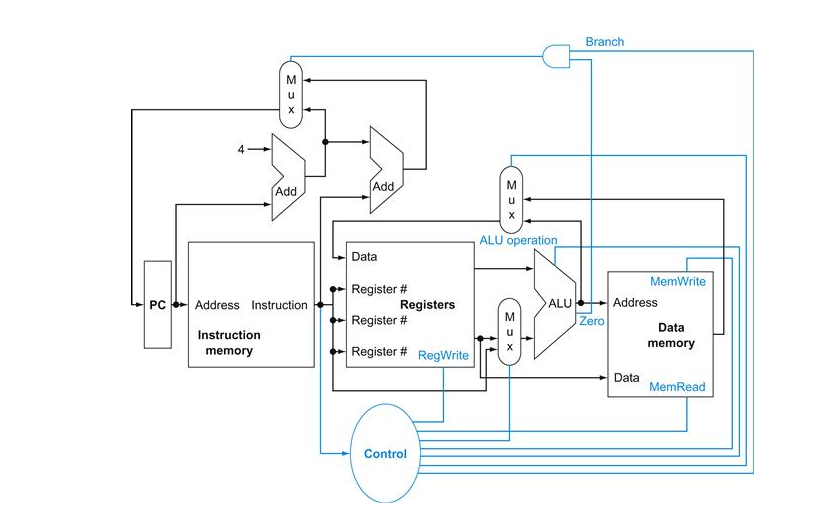 Branch
M
u
x
4
Add
Add
M
u
x
ALU operation
Data
MemWrite
PC
Address Instruction
Register #
Registers
ALU
Address
Instruction
memory
Register #
M
u
x
Zero
Data
memory
Register #
RegWrite
Data
MemRead
Control